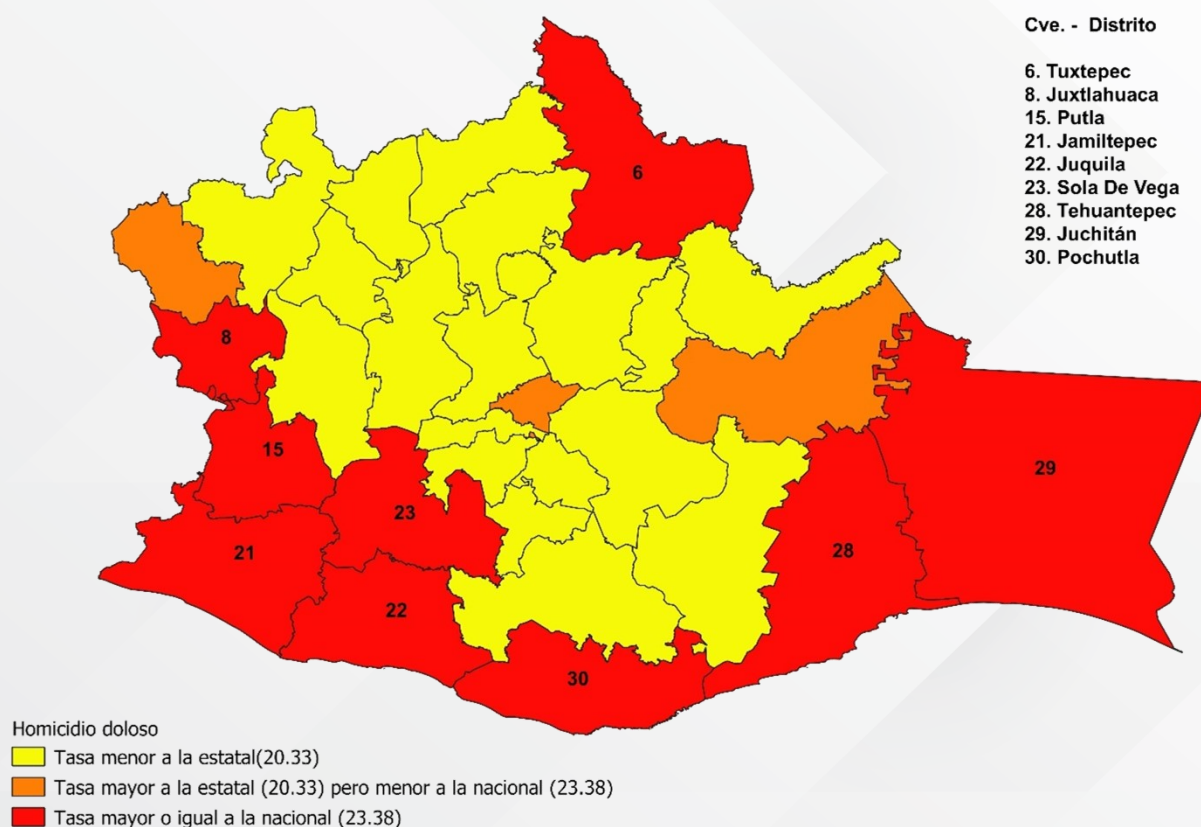 Cve. - Distrito
6. Tuxtepec
8. Juxtlahuaca
15. Putla
21. Jamiltepec
22. Juquila
23. Sola De Vega
28. Tehuantepec
29. Juchitán
30. Pochutla
6
8
15
29
23
21
28
22
30
Homicidio doloso
Tasa menor a la estatal(20.33)
Tasa mayor a la estatal (20.33) pero menor a la nacional (23.38)
Tasa mayor o igual a la nacional (23.38)